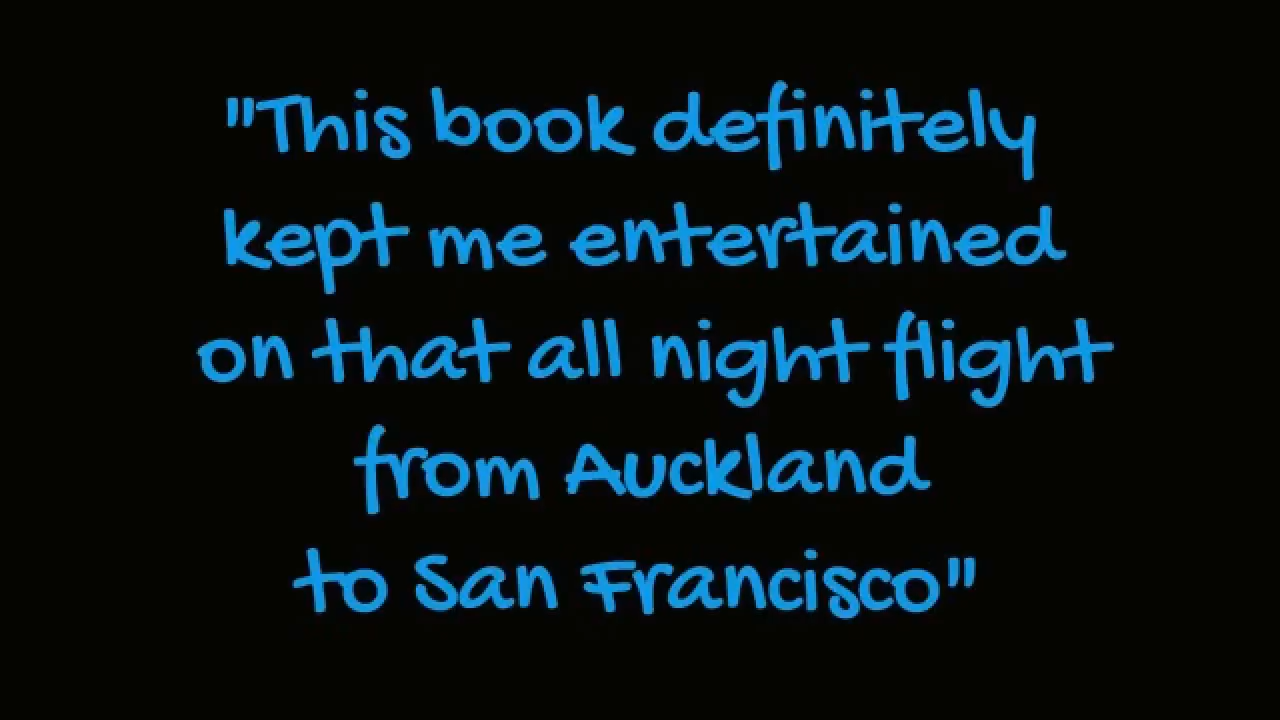 "This book definitely
kept me entertained
on that all night flight
from Auckland
to San Francisco"